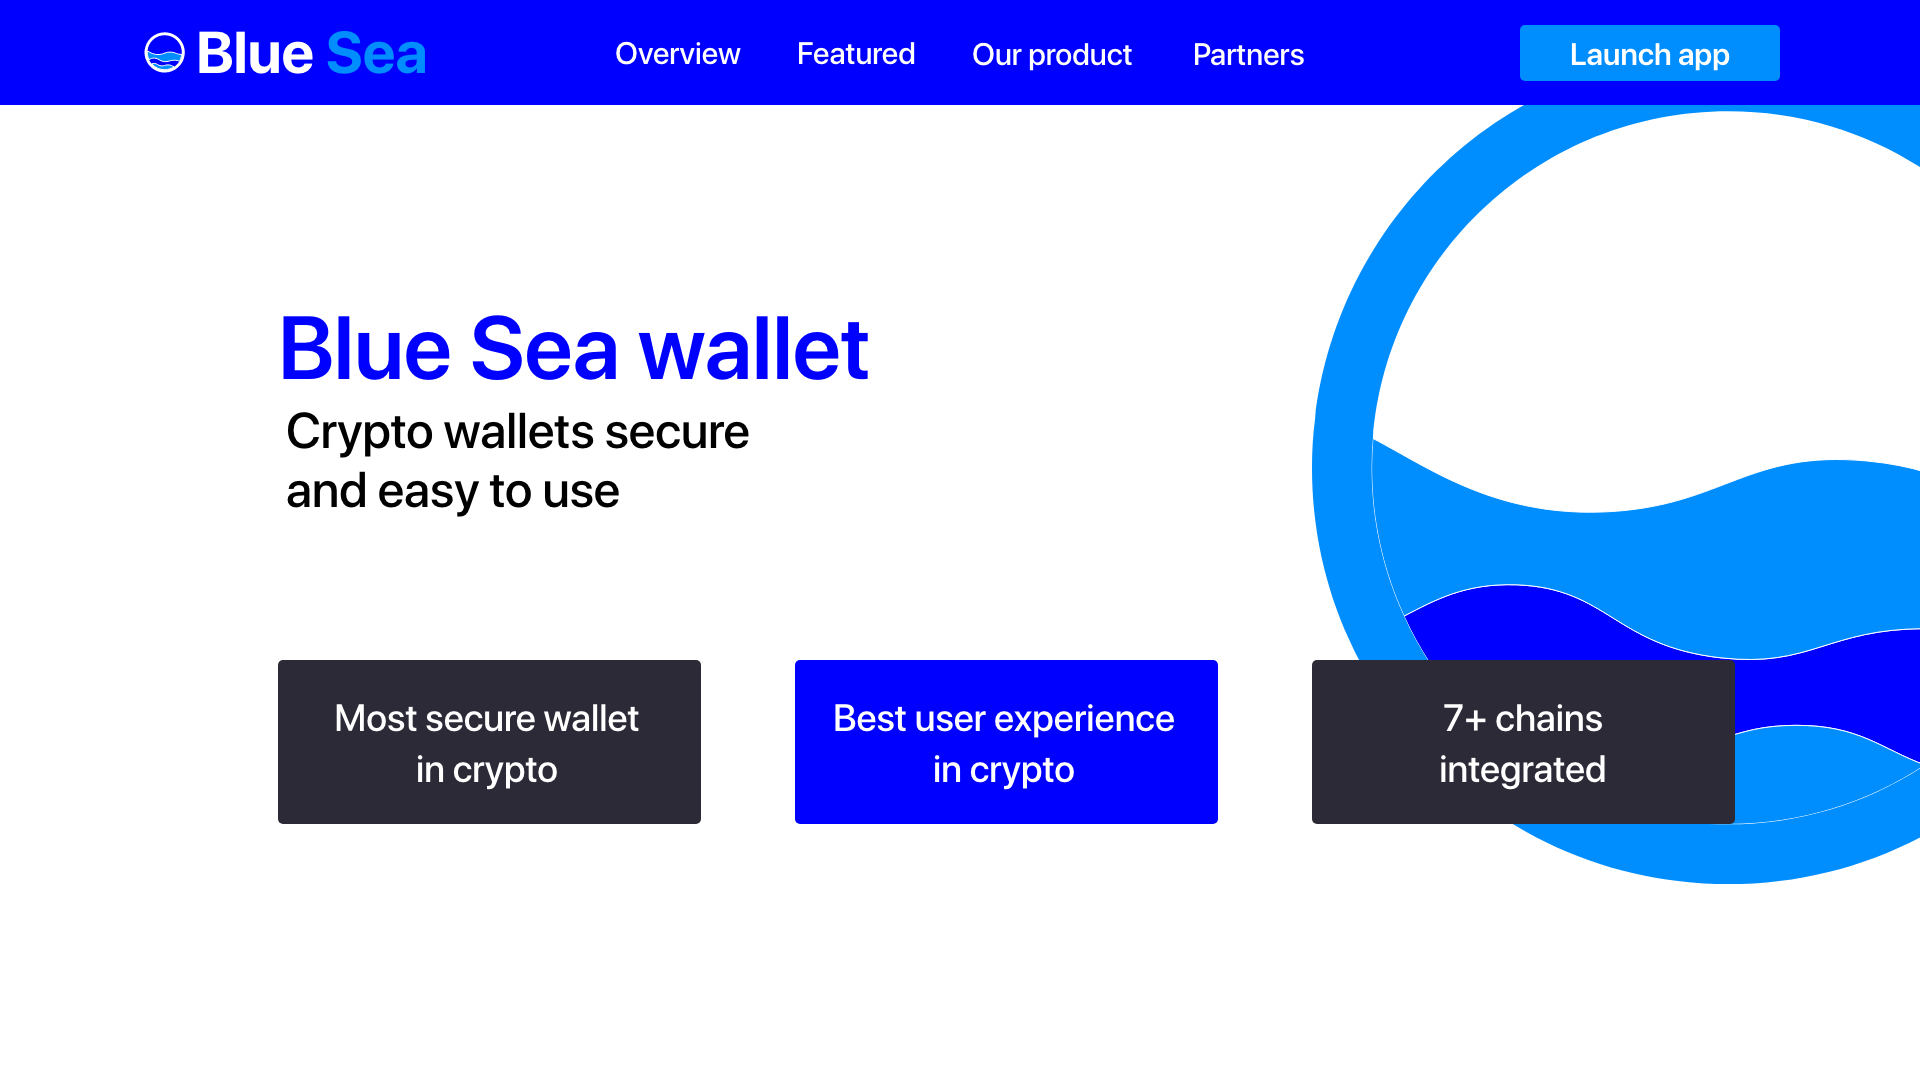 Blue Sea
Overview
Featured
Our product
Partners
Launch app
Blue Sea wallet
Crypto wallets secure
and easy to use
Most secure wallet
in crypto
Best user experience
in crypto
7+ chains
integrated